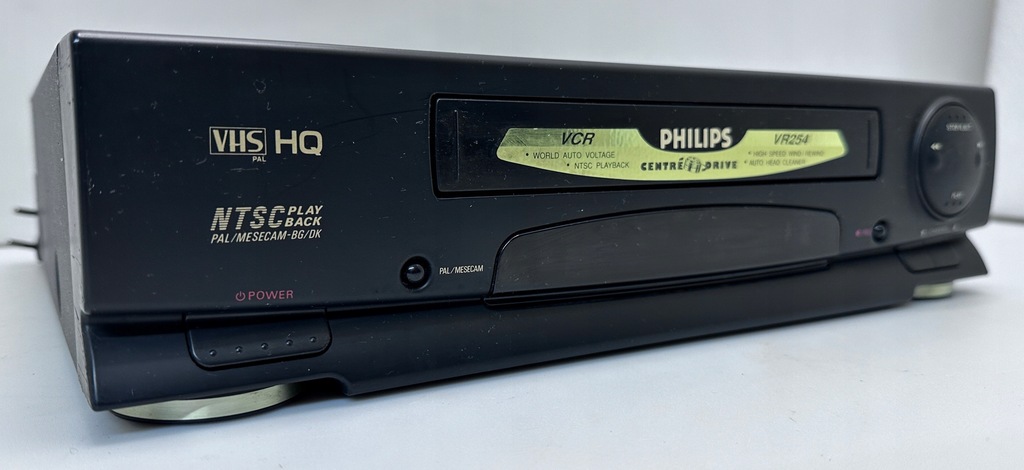 VHS HQ
PAL
NTSC PLAY BACK
PAL/MESECAM-BG/DK
POWER
PAL/MESECAM
VCR
PHILIPS
VR254
• WORLD AUTO VOLTAGE
• NTSC PLAYBACK
CENTRE DRIVE
• HIGH SPEED WIND/REWIND
• AUTO HEAD CLEANER